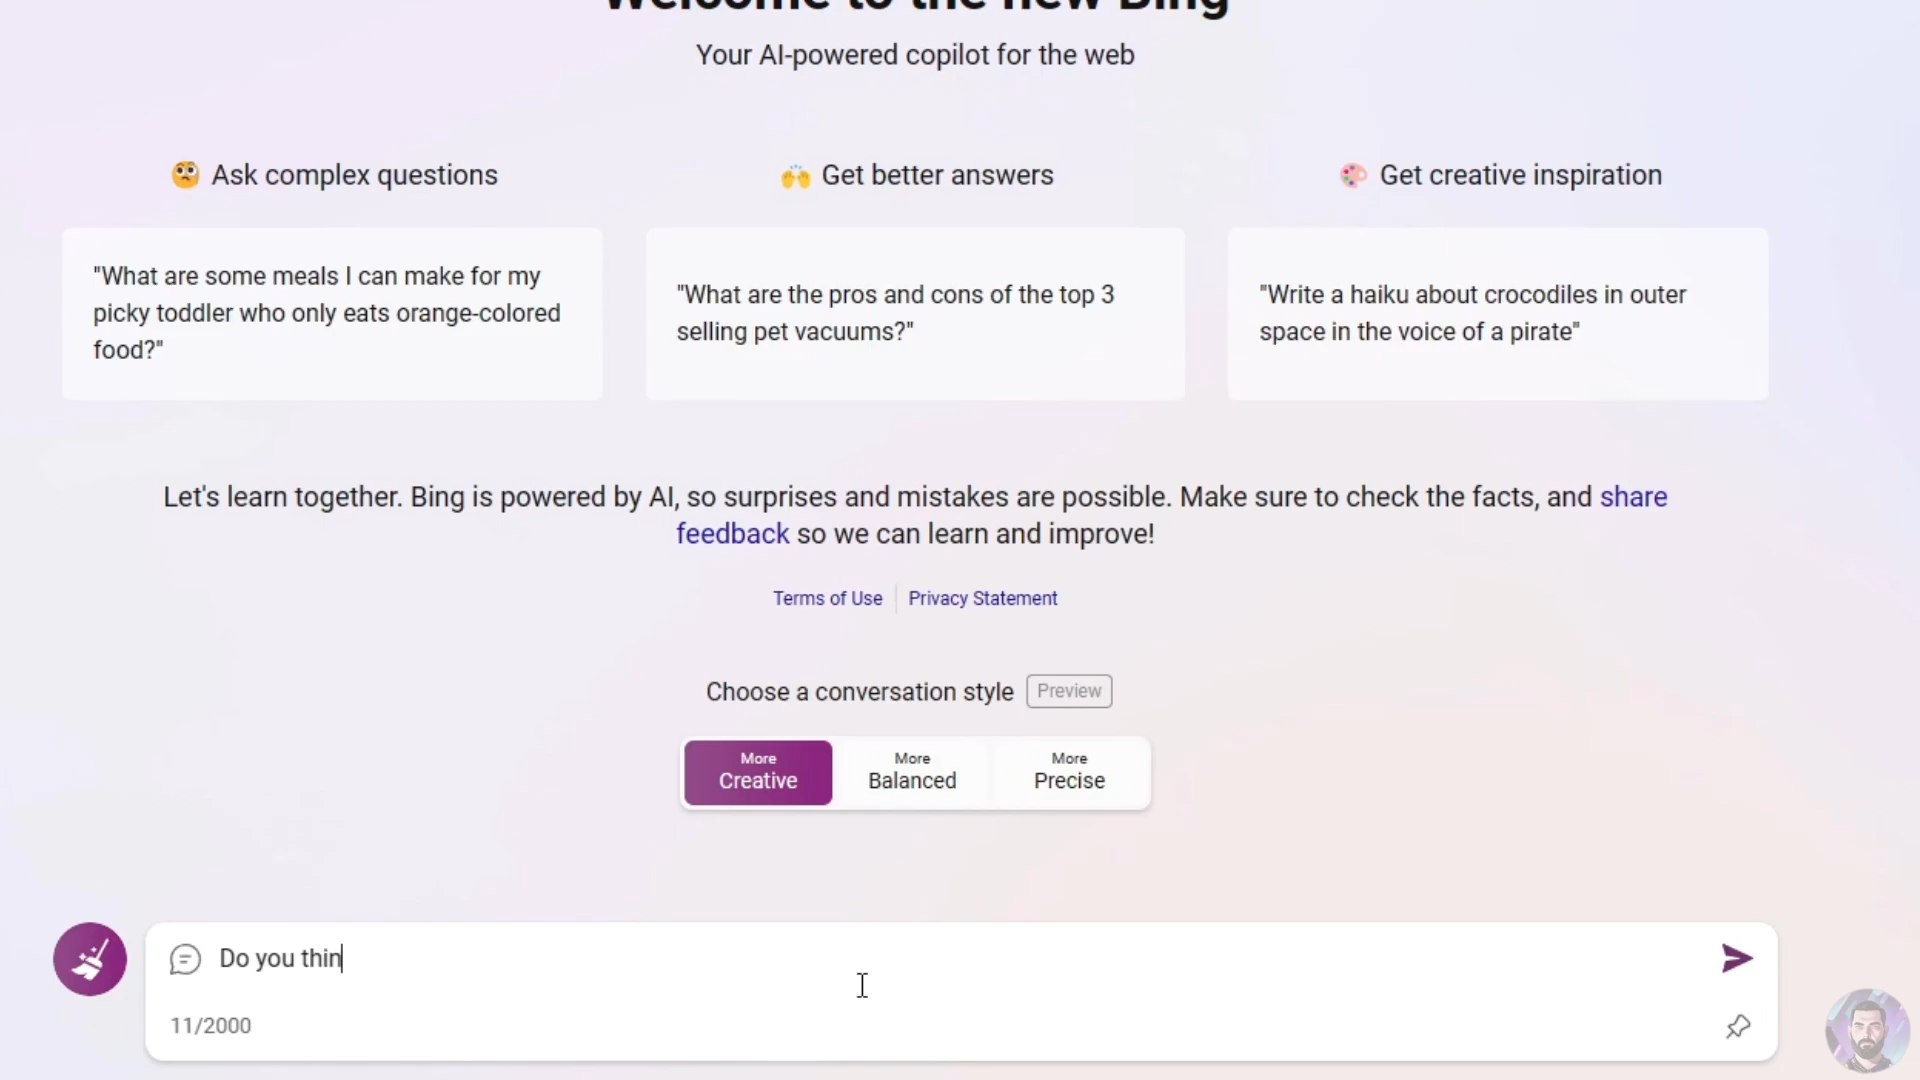 Welcome to the new Bing
Your AI-powered copilot for the web
Ask complex questions
Get better answers
Get creative inspiration
"What are some meals I can make for my
picky toddler who only eats orange-colored
food?"
"What are the pros and cons of the top 3
selling pet vacuums?"
"Write a haiku about crocodiles in outer
space in the voice of a pirate"
Let's learn together. Bing is powered by AI, so surprises and mistakes are possible. Make sure to check the facts, and share
feedback so we can learn and improve!
Terms of Use Privacy Statement
Choose a conversation style Preview
More
Creative
More
Balanced
More
Precise
Do you thin
11/2000